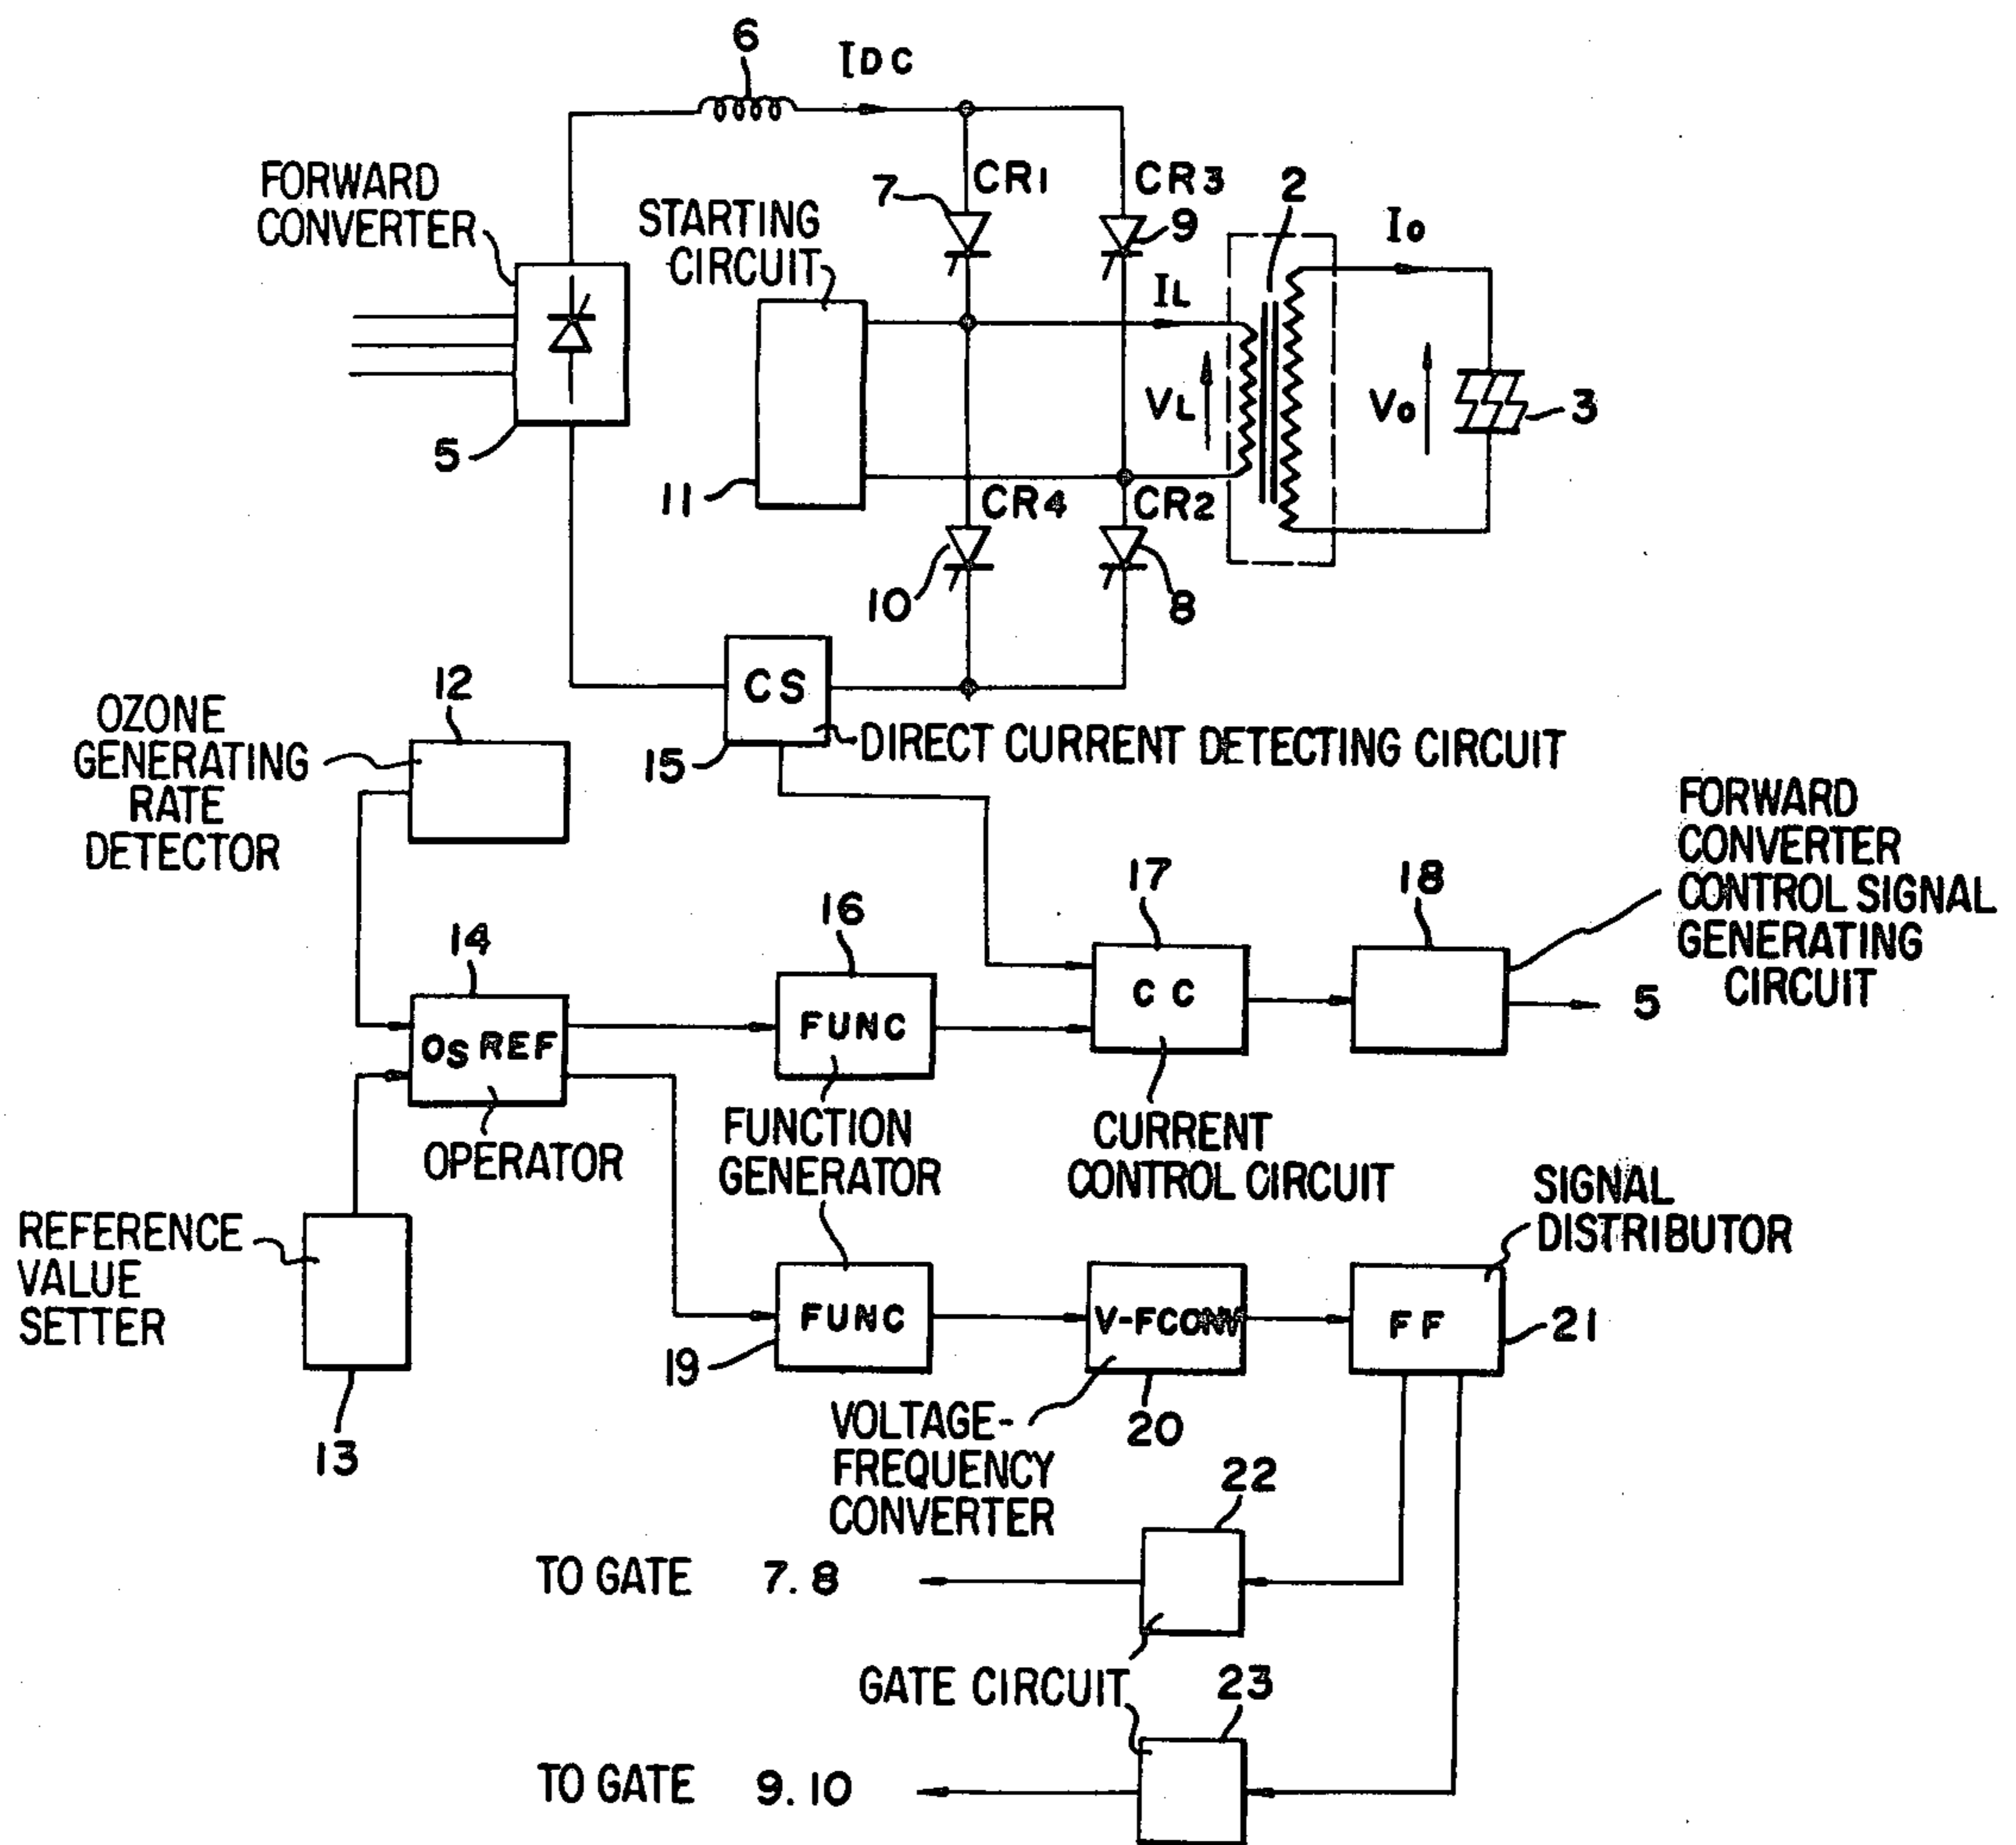 6
IDC
FORWARD
CONVERTER
STARTING
CIRCUIT
7
CR1
CR3
9
2
IO
IL
VL
VO
3
5
11
CR4
CR2
10
8
CS
15
DIRECT CURRENT DETECTING CIRCUIT
12
OZONE
GENERATING
RATE
DETECTOR
FORWARD
CONVERTER
CONTROL SIGNAL
GENERATING
CIRCUIT
14
16
17
18
OS REF
FUNC
CC
5
OPERATOR
FUNCTION
GENERATOR
CURRENT
CONTROL CIRCUIT
SIGNAL
DISTRIBUTOR
REFERENCE
VALUE
SETTER
13
FUNC
19
V-FCONV
20
FF
21
VOLTAGE-
FREQUENCY
CONVERTER
22
TO GATE 7.8
GATE CIRCUIT
23
TO GATE 9.10